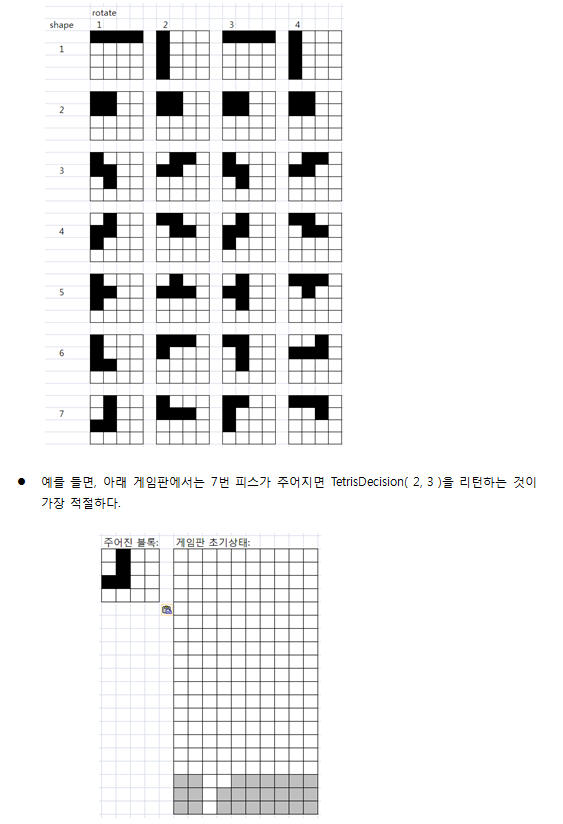 rotate
shape 1 2 3 4
1
2
3
4
5
6
7
● 예를 들면, 아래 게임판에서는 7번 피스가 주어지면 TetrisDecision( 2, 3 )을 리턴하는 것이
가장 적절하다.
주어진 블록: 게임판 초기상태: